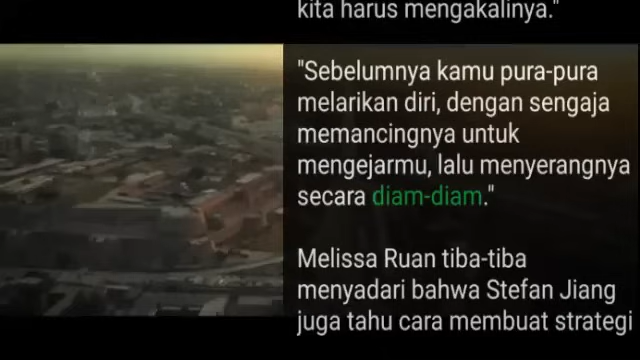 kita harus mengakalinya."
"Sebelumnya kamu pura-pura
melarikan diri, dengan sengaja
memancingnya untuk
mengejarmu, lalu menyerangnya
secara diam-diam."
Melissa Ruan tiba-tiba
menyadari bahwa Stefan Jiang
juga tahu cara membuat strategi